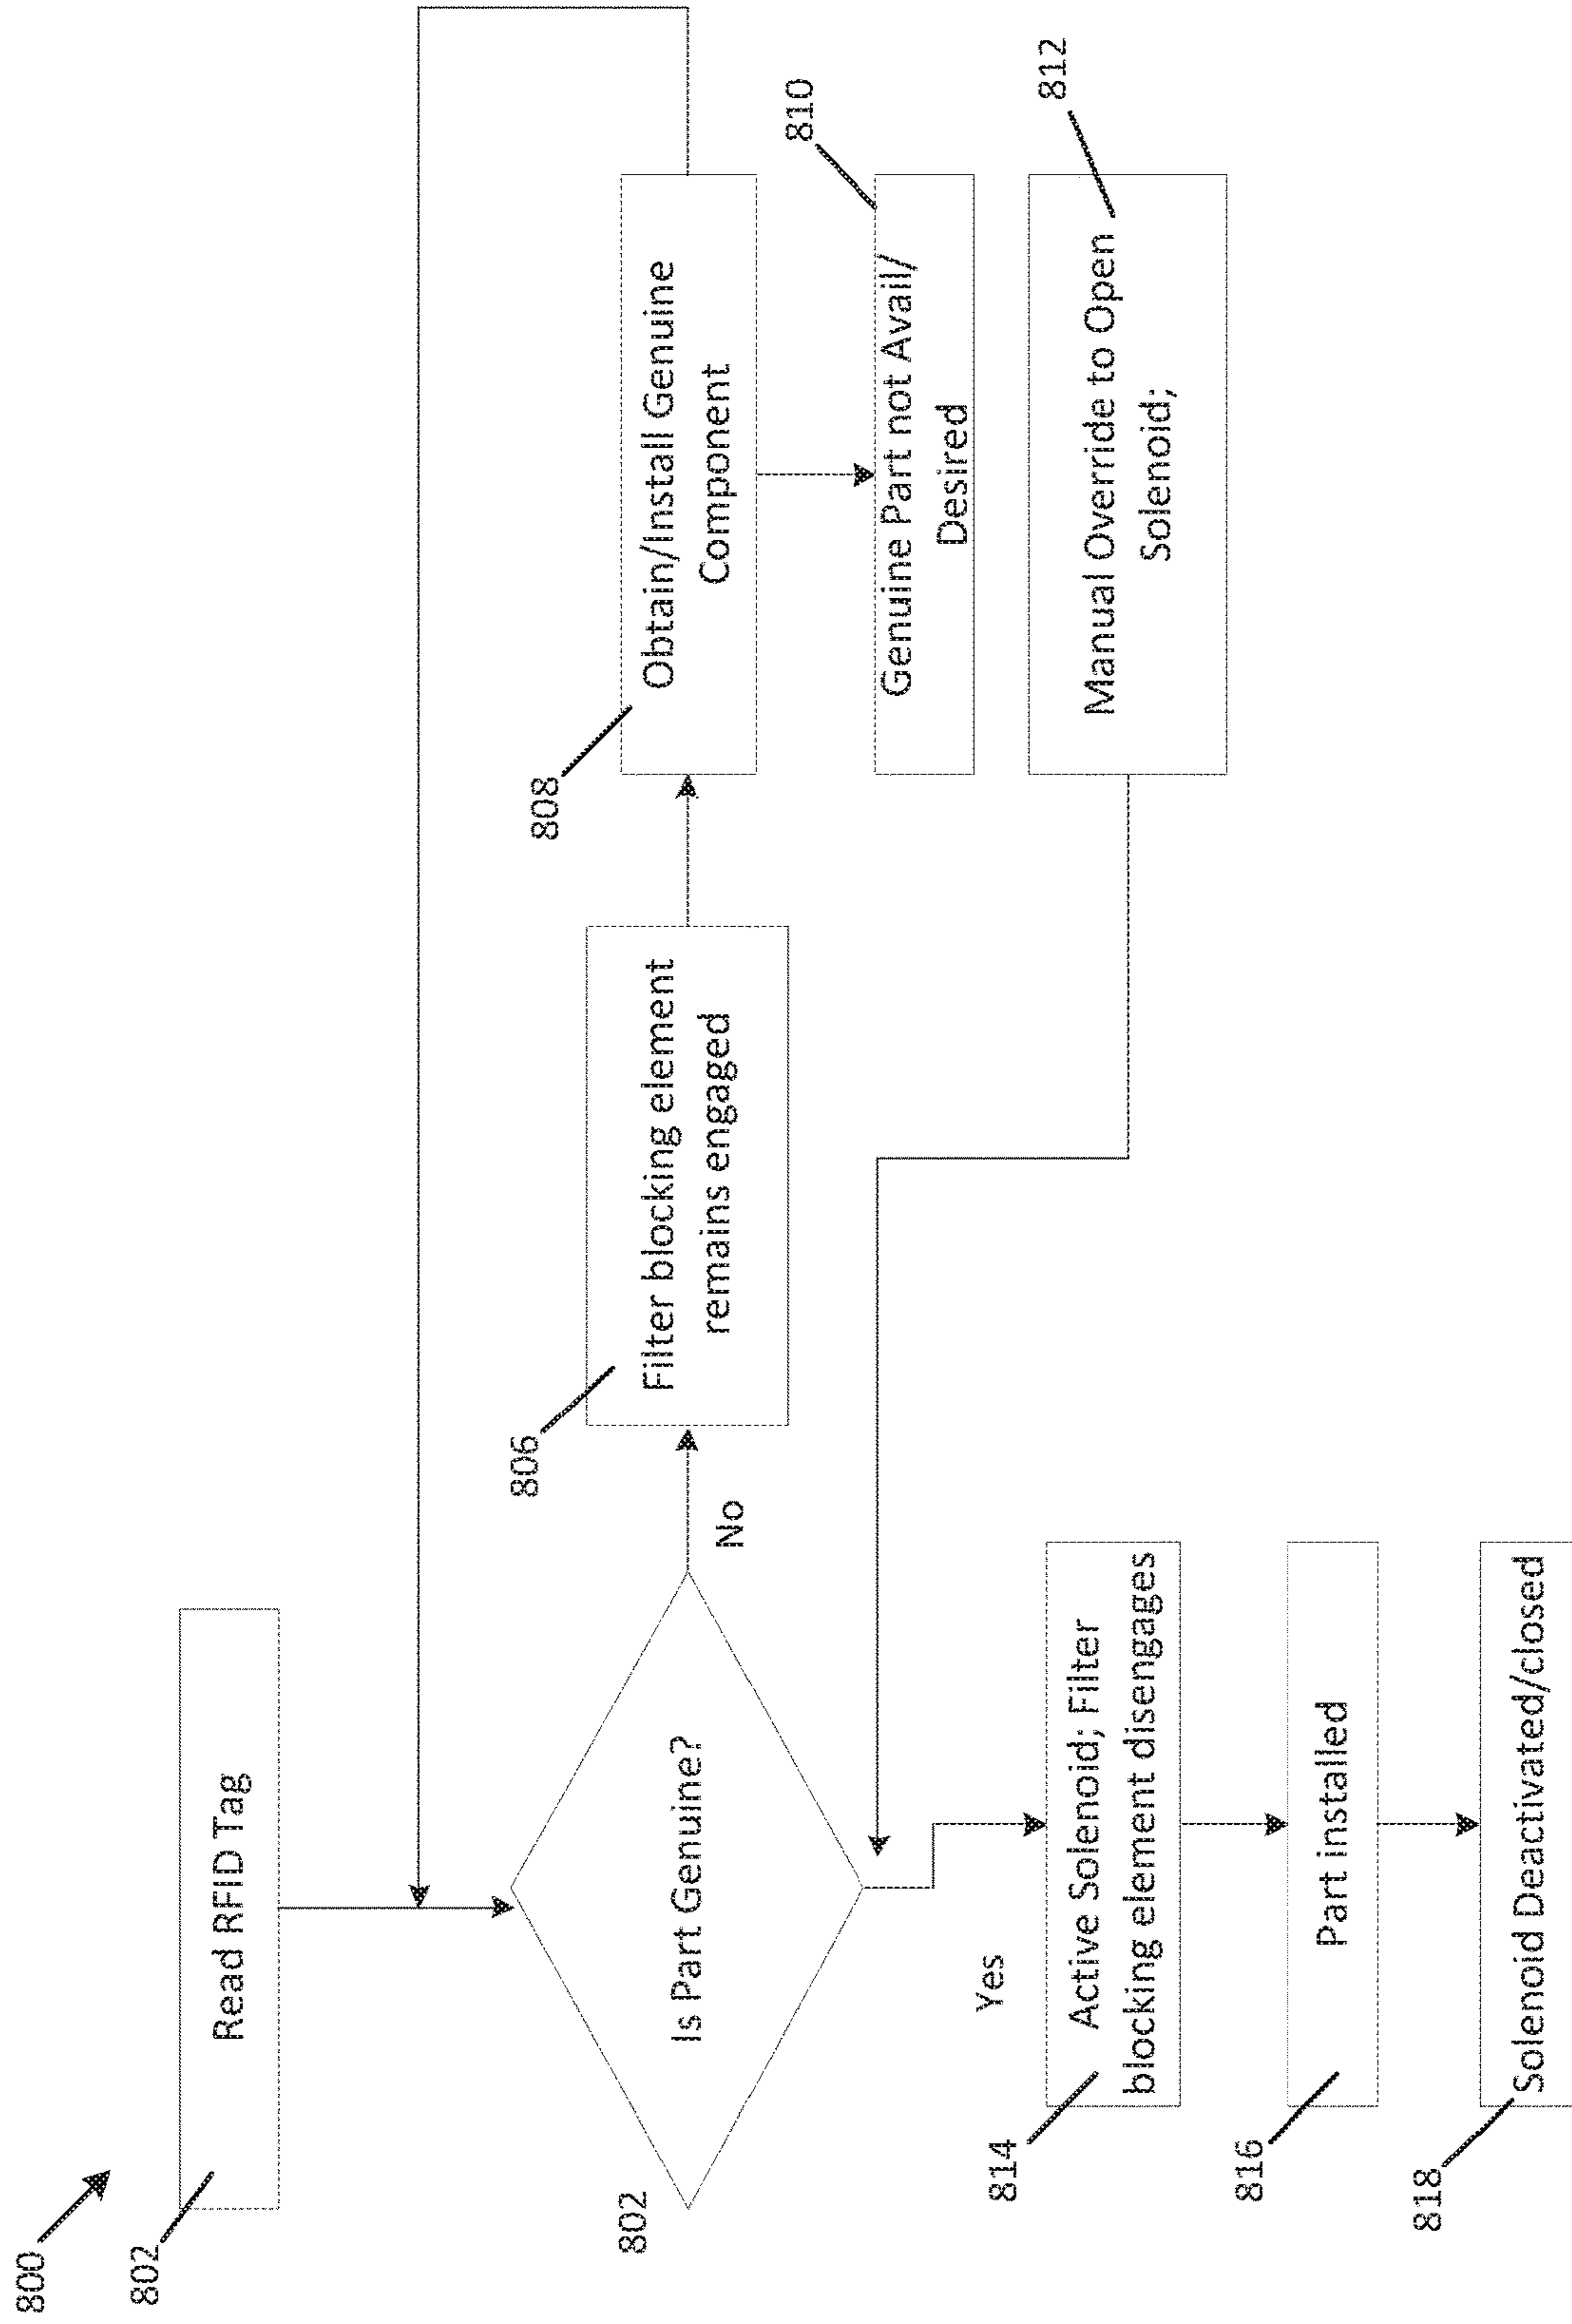 800
802
Read RFID Tag
802
Is Part Genuine?
No
806
Filter blocking element
remains engaged
808
Obtain/Install Genuine
Component
810
Genuine Part not Avail/
Desired
812
Manual Override to Open
Solenoid;
Yes
814
Active Solenoid; Filter
blocking element disengages
816
Part installed
818
Solenoid Deactivated/closed